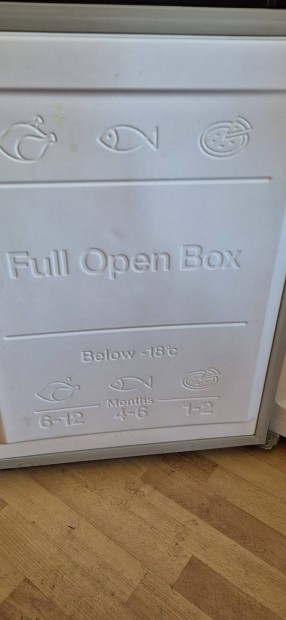 Full Open Box
Below -18°c
Months
6-12 4-6 1-2